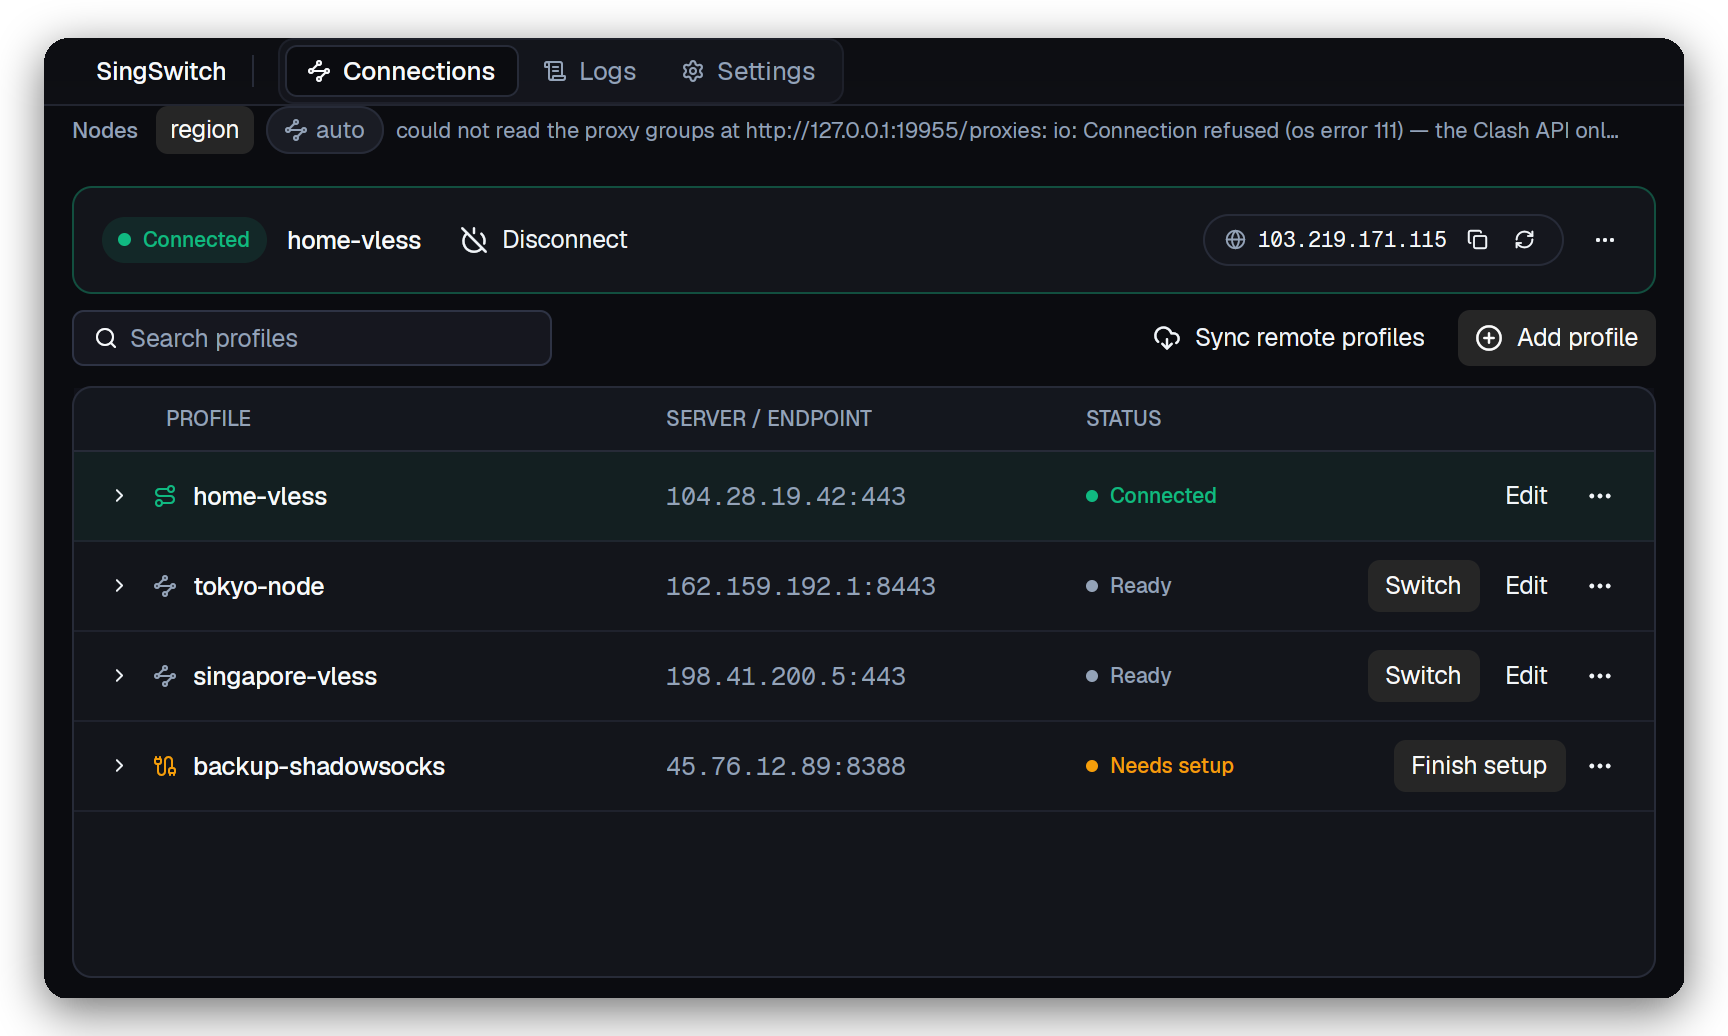 SingSwitch Connections Logs Settings
Nodes region auto could not read the proxy groups at http://127.0.0.1:19955/proxies: io: Connection refused (os error 111) — the Clash API onl…
Connected home-vless Disconnect 103.219.171.115
Search profiles Sync remote profiles Add profile
PROFILE SERVER / ENDPOINT STATUS
home-vless 104.28.19.42:443 Connected Edit
tokyo-node 162.159.192.1:8443 Ready Switch Edit
singapore-vless 198.41.200.5:443 Ready Switch Edit
backup-shadowsocks 45.76.12.89:8388 Needs setup Finish setup